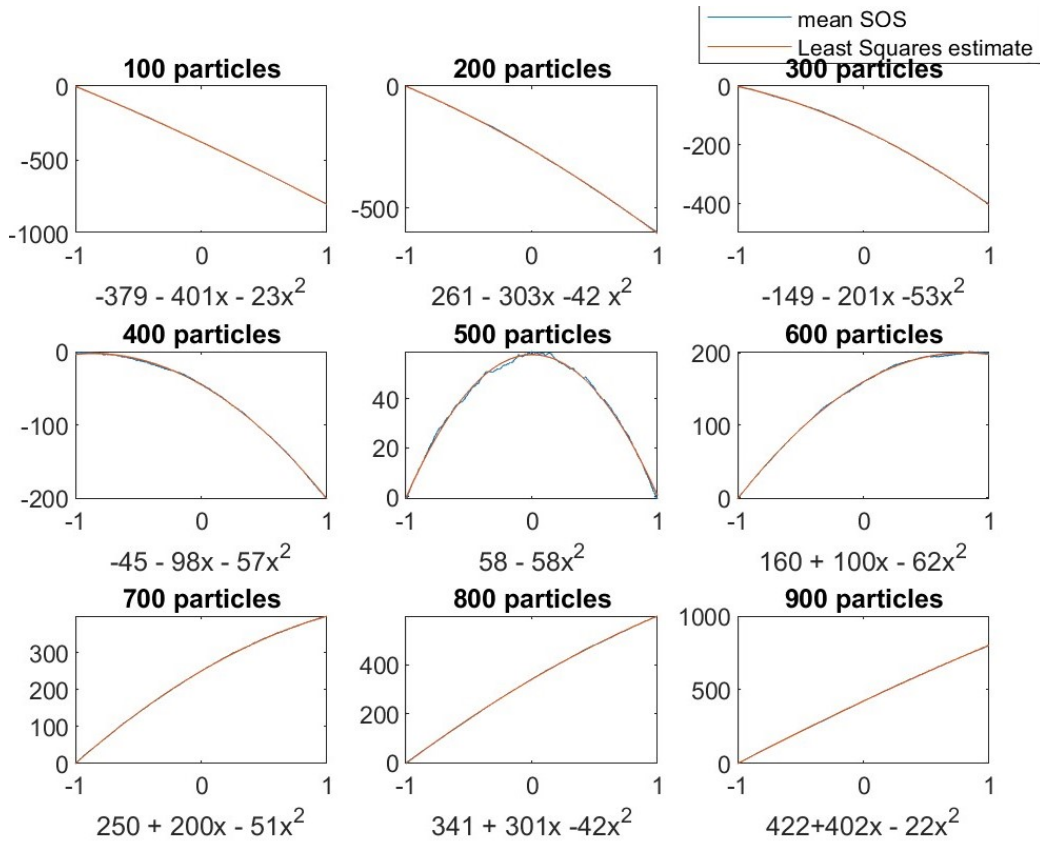 mean SOS
Least Squares estimate
100 particles
200 particles
300 particles
0
-500
-1000
-1
0
1
-379 - 401x - 23x²
0
-500
-1
0
1
261 - 303x -42 x²
0
-200
-400
-1
0
1
-149 - 201x -53x²
400 particles
500 particles
600 particles
0
-100
-200
-1
0
1
-45 - 98x - 57x²
40
20
0
-1
0
1
58 - 58x²
200
100
0
-1
0
1
160 + 100x - 62x²
700 particles
800 particles
900 particles
300
200
100
0
-1
0
1
250 + 200x - 51x²
400
200
0
-1
0
1
341 + 301x -42x²
1000
500
0
-1
0
1
422+402x - 22x²